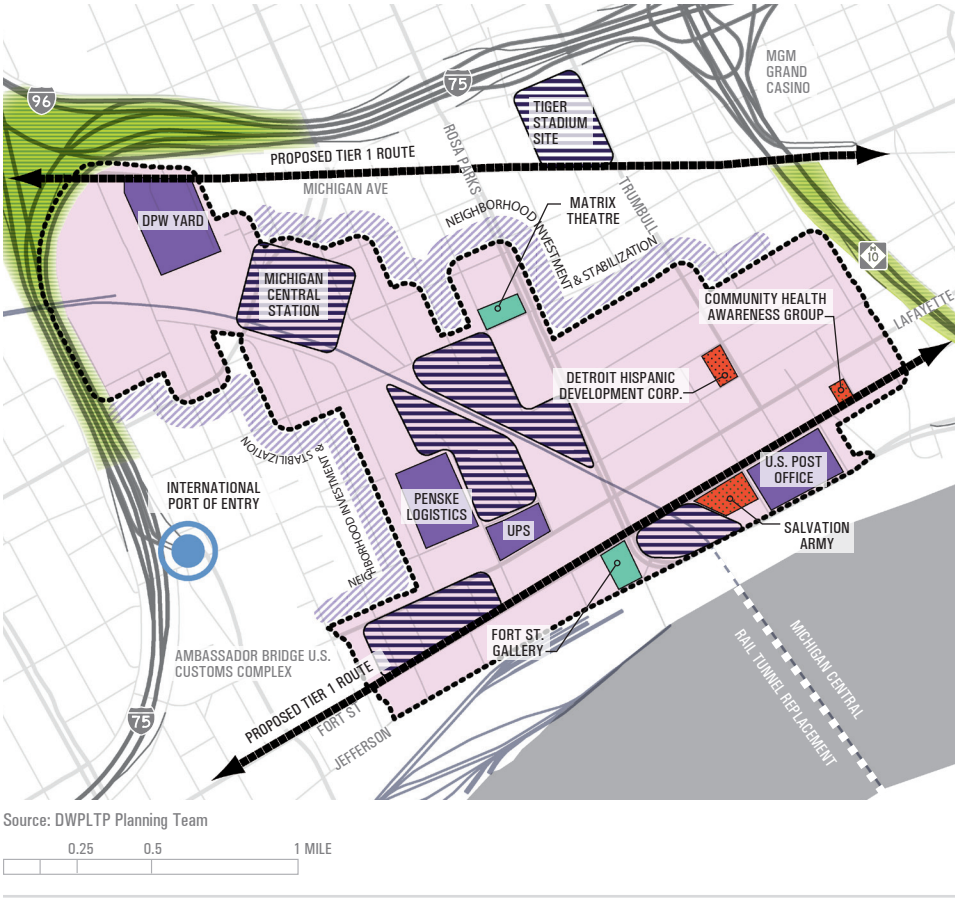 MGM
GRAND
CASINO
75
96
TIGER
STADIUM
SITE
ROSA PARKS
PROPOSED TIER 1 ROUTE
MICHIGAN AVE
TRUMBULL
MATRIX
THEATRE
NEIGHBORHOOD INVESTMENT & STABILIZATION
DPW YARD
M
10
MICHIGAN
CENTRAL
STATION
COMMUNITY HEALTH
AWARENESS GROUP
LAFAYETTE
DETROIT HISPANIC
DEVELOPMENT CORP.
NEIGHBORHOOD INVESTMENT & STABILIZATION
U.S. POST
OFFICE
INTERNATIONAL
PORT OF ENTRY
PENSKE
LOGISTICS
UPS
SALVATION
ARMY
FORT ST.
GALLERY
AMBASSADOR BRIDGE U.S.
CUSTOMS COMPLEX
MICHIGAN CENTRAL
RAIL TUNNEL REPLACEMENT
PROPOSED TIER 1 ROUTE
FORT ST
JEFFERSON
75
Source: DWPLTP Planning Team
0.25 0.5 1 MILE